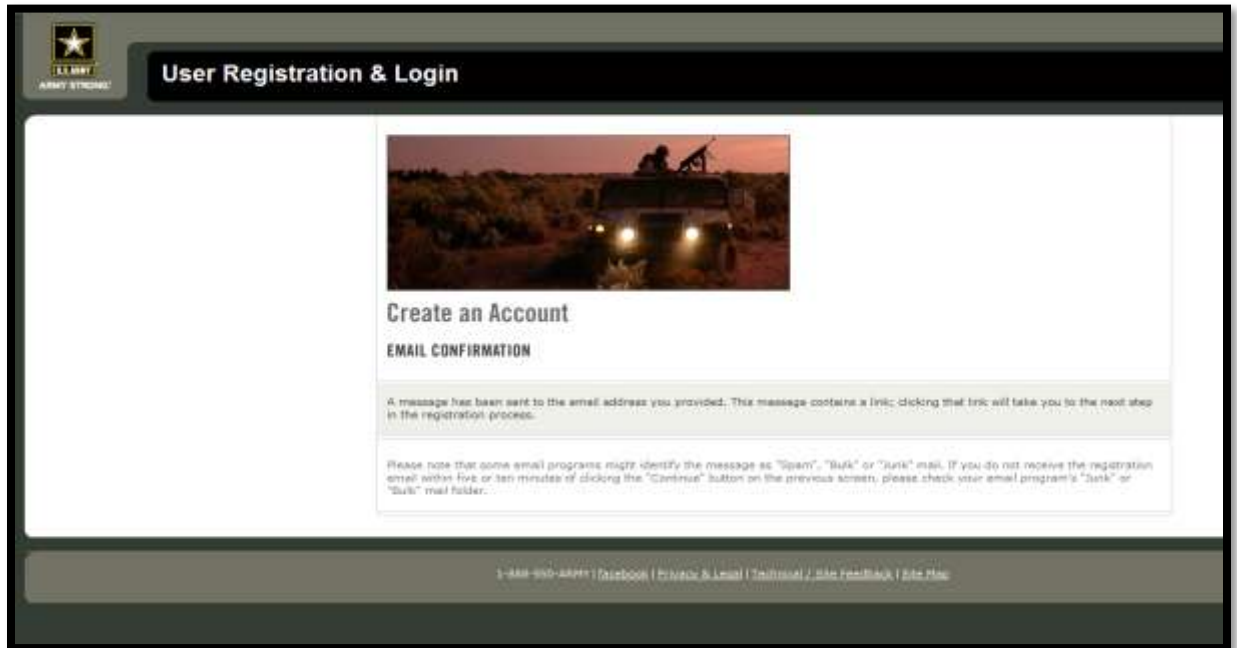 U.S. ARMY
ARMY STRONG
User Registration & Login
Create an Account
EMAIL CONFIRMATION
A message has been sent to the email address you provided. This message contains a link; clicking that link will take you to the next step
in the registration process.
Please note that some email programs might identify the message as "Spam", "Bulk" or "Junk" mail. If you do not receive the registration
email within five or ten minutes of clicking the "Continue" button on the previous screen, please check your email program's "Junk" or
"Bulk" mail folder.
facebook | Privacy & Legal | Technical / Site Feedback | Site Map